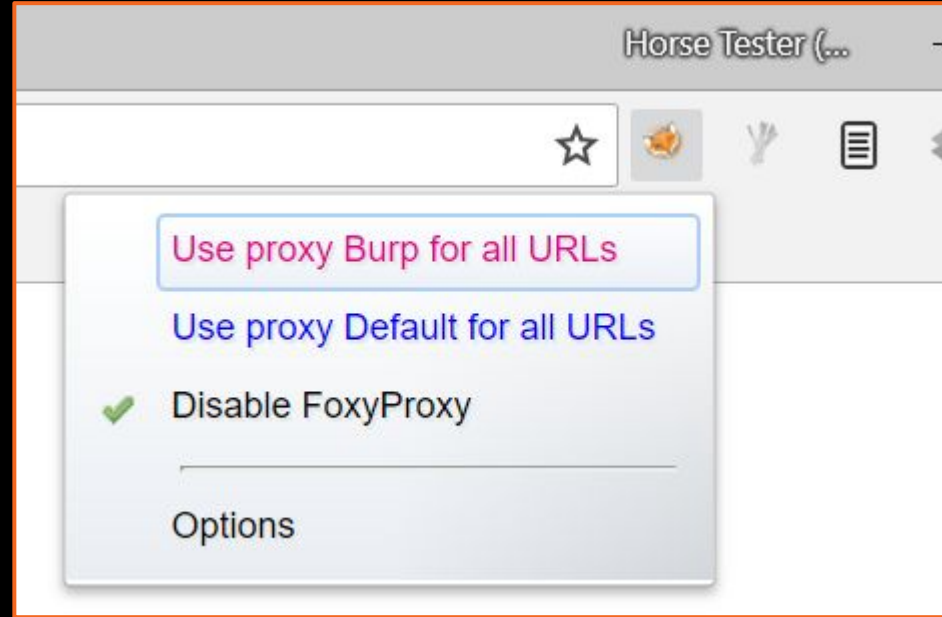 Horse Tester (...
Use proxy Burp for all URLs
Use proxy Default for all URLs
Disable FoxyProxy
Options